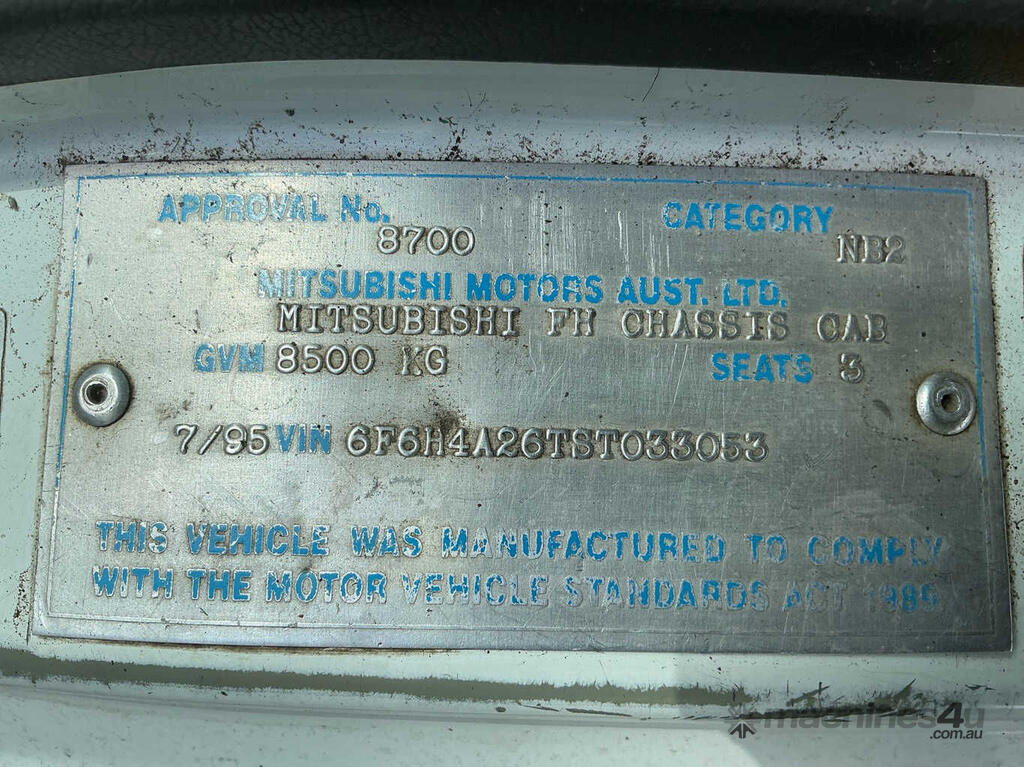 APPROVAL No. CATEGORY
8700 NB2
MITSUBISHI MOTORS AUST. LTD.
MITSUBISHI FH CHASSIS CAB
GVM 8500 KG SEATS 3
7/95 VIN 6F6H4A26TST033053
THIS VEHICLE WAS MANUFACTURED TO COMPLY
WITH THE MOTOR VEHICLE STANDARDS ACT 1989
machines4u
.com.au